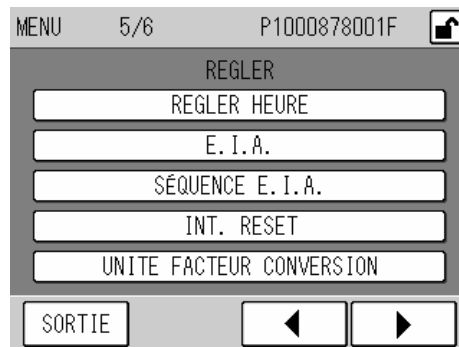 MENU 5/6 P1000878001F
REGLER
REGLER HEURE
E.I.A.
SÉQUENCE E.I.A.
INT. RESET
UNITE FACTEUR CONVERSION
SORTIE